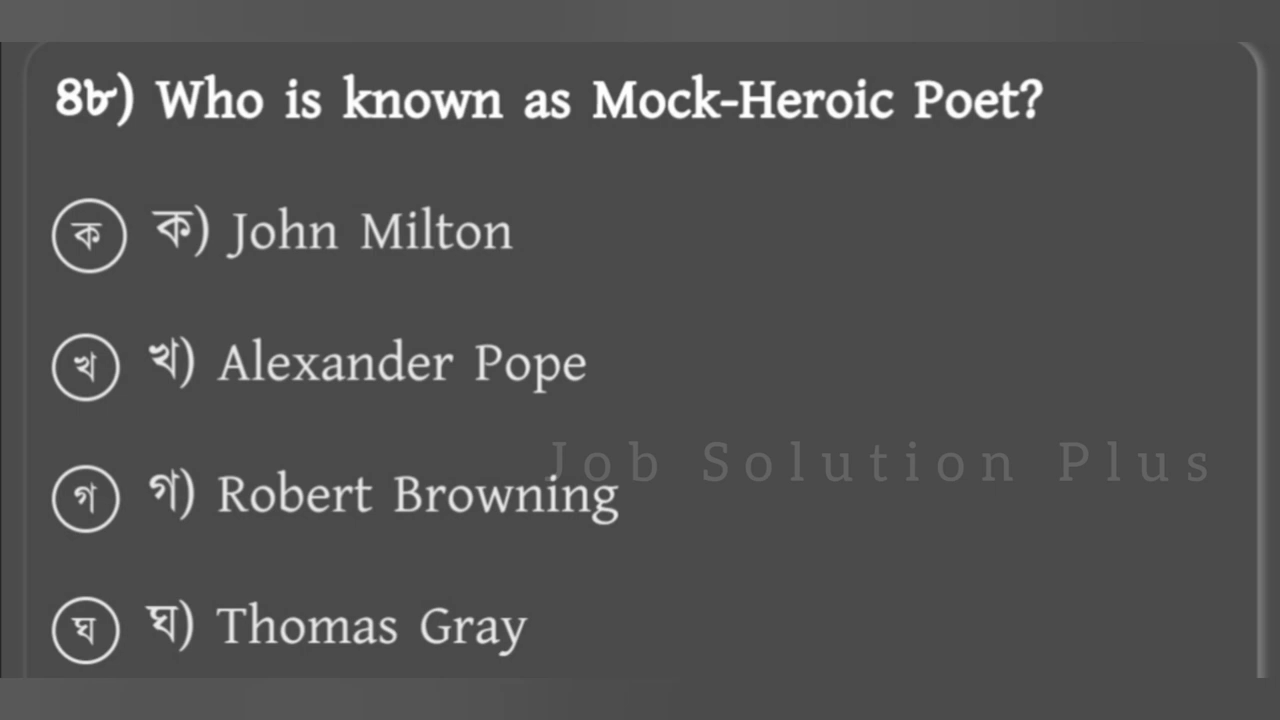 ৪৮) Who is known as Mock-Heroic Poet?
ক ক) John Milton
খ খ) Alexander Pope
Job Solution Plus
গ গ) Robert Browning
ঘ ঘ) Thomas Gray